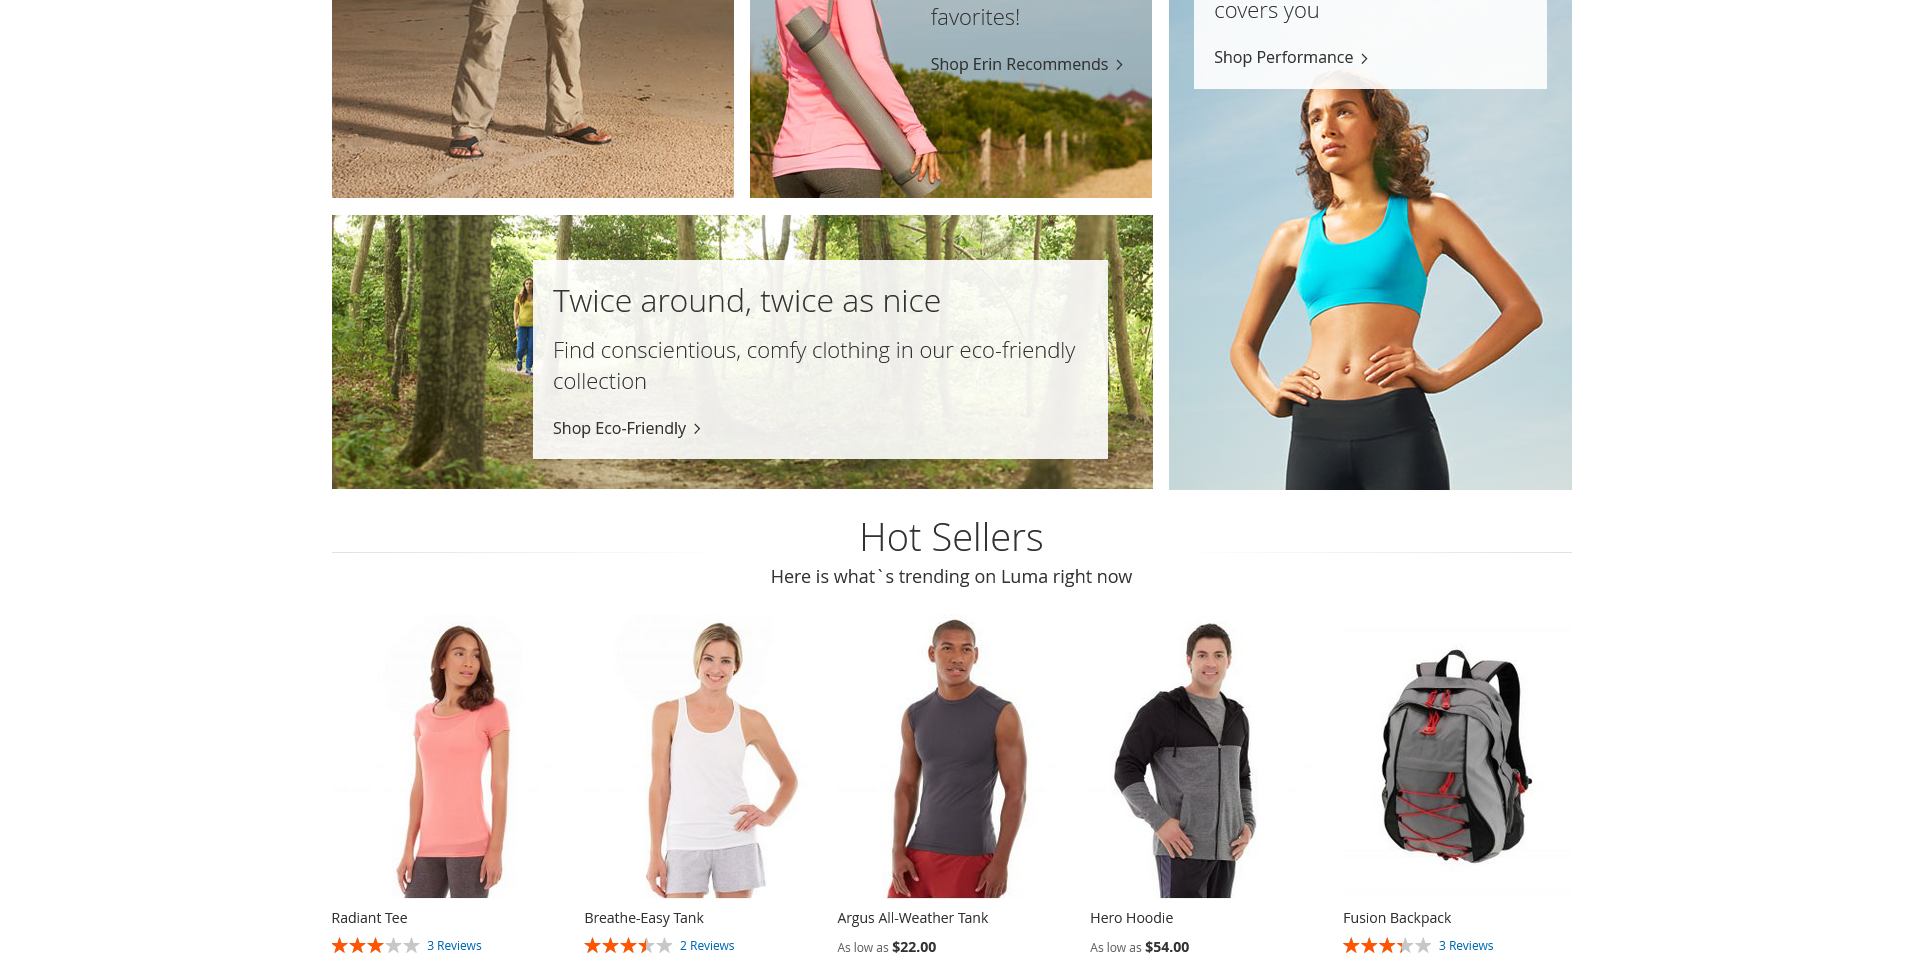 favorites!
Shop Erin Recommends
covers you
Shop Performance
Twice around, twice as nice
Find conscientious, comfy clothing in our eco-friendly
collection
Shop Eco-Friendly
Hot Sellers
Here is what`s trending on Luma right now
Radiant Tee
3 Reviews
Breathe-Easy Tank
2 Reviews
Argus All-Weather Tank
As low as $22.00
Hero Hoodie
As low as $54.00
Fusion Backpack
3 Reviews